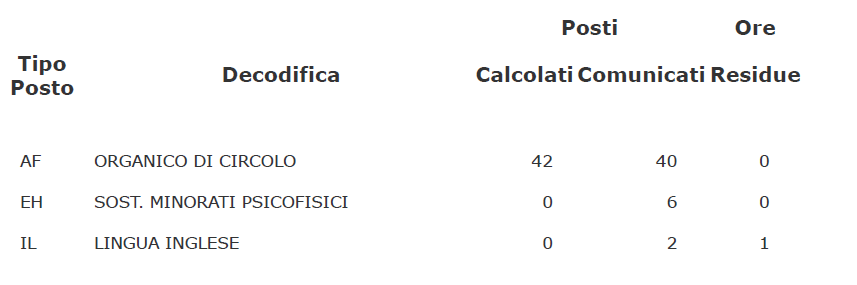 Posti Ore
Tipo Posto Decodifica Calcolati Comunicati Residue
AF ORGANICO DI CIRCOLO 42 40 0
EH SOST. MINORATI PSICOFISICI 0 6 0
IL LINGUA INGLESE 0 2 1